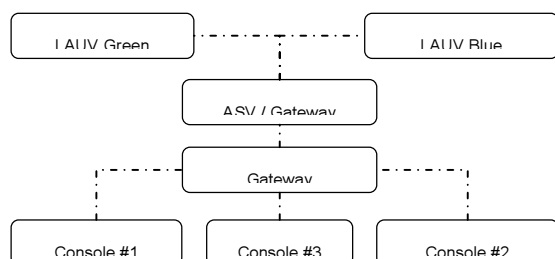 LAUV Green
LAUV Blue
ASV / Gateway
Gateway
Console #1
Console #3
Console #2